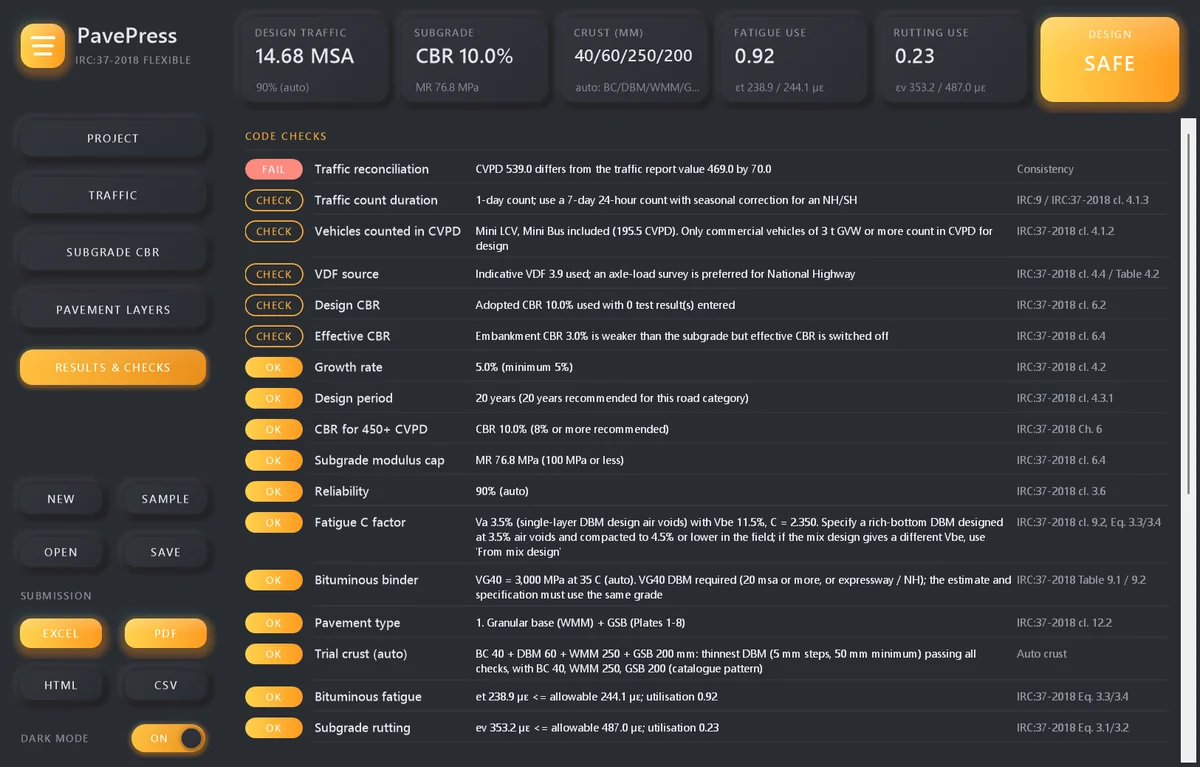 PavePress
IRC:37-2018 FLEXIBLE
DESIGN TRAFFIC
14.68 MSA
90% (auto)
SUBGRADE
CBR 10.0%
MR 76.8 MPa
CRUST (MM)
40/60/250/200
auto: BC/DBM/WMM/G...
FATIGUE USE
0.92
εt 238.9 / 244.1 με
RUTTING USE
0.23
εv 353.2 / 487.0 με
DESIGN
SAFE
PROJECT
TRAFFIC
SUBGRADE CBR
PAVEMENT LAYERS
RESULTS & CHECKS
NEW
SAMPLE
OPEN
SAVE
SUBMISSION
EXCEL
PDF
HTML
CSV
DARK MODE
ON
CODE CHECKS
FAIL Traffic reconciliation CVPD 539.0 differs from the traffic report value 469.0 by 70.0 Consistency
CHECK Traffic count duration 1-day count; use a 7-day 24-hour count with seasonal correction for an NH/SH IRC:9 / IRC:37-2018 cl. 4.1.3
CHECK Vehicles counted in CVPD Mini LCV, Mini Bus included (195.5 CVPD). Only commercial vehicles of 3 t GVW or more count in CVPD for IRC:37-2018 cl. 4.1.2
design
CHECK VDF source Indicative VDF 3.9 used; an axle-load survey is preferred for National Highway IRC:37-2018 cl. 4.4 / Table 4.2
CHECK Design CBR Adopted CBR 10.0% used with 0 test result(s) entered IRC:37-2018 cl. 6.2
CHECK Effective CBR Embankment CBR 3.0% is weaker than the subgrade but effective CBR is switched off IRC:37-2018 cl. 6.4
OK Growth rate 5.0% (minimum 5%) IRC:37-2018 cl. 4.2
OK Design period 20 years (20 years recommended for this road category) IRC:37-2018 cl. 4.3.1
OK CBR for 450+ CVPD CBR 10.0% (8% or more recommended) IRC:37-2018 Ch. 6
OK Subgrade modulus cap MR 76.8 MPa (100 MPa or less) IRC:37-2018 cl. 6.4
OK Reliability 90% (auto) IRC:37-2018 cl. 3.6
OK Fatigue C factor Va 3.5% (single-layer DBM design air voids) with Vbe 11.5%, C = 2.350. Specify a rich-bottom DBM designed IRC:37-2018 cl. 9.2, Eq. 3.3/3.4
at 3.5% air voids and compacted to 4.5% or lower in the field; if the mix design gives a different Vbe, use
'From mix design'
OK Bituminous binder VG40 = 3,000 MPa at 35 C (auto). VG40 DBM required (20 msa or more, or expressway / NH); the estimate and IRC:37-2018 Table 9.1 / 9.2
specification must use the same grade
OK Pavement type 1. Granular base (WMM) + GSB (Plates 1-8) IRC:37-2018 cl. 12.2
OK Trial crust (auto) BC 40 + DBM 60 + WMM 250 + GSB 200 mm: thinnest DBM (5 mm steps, 50 mm minimum) passing all Auto crust
checks, with BC 40, WMM 250, GSB 200 (catalogue pattern)
OK Bituminous fatigue εt 238.9 με <= allowable 244.1 με; utilisation 0.92 IRC:37-2018 Eq. 3.3/3.4
OK Subgrade rutting εv 353.2 με <= allowable 487.0 με; utilisation 0.23 IRC:37-2018 Eq. 3.1/3.2